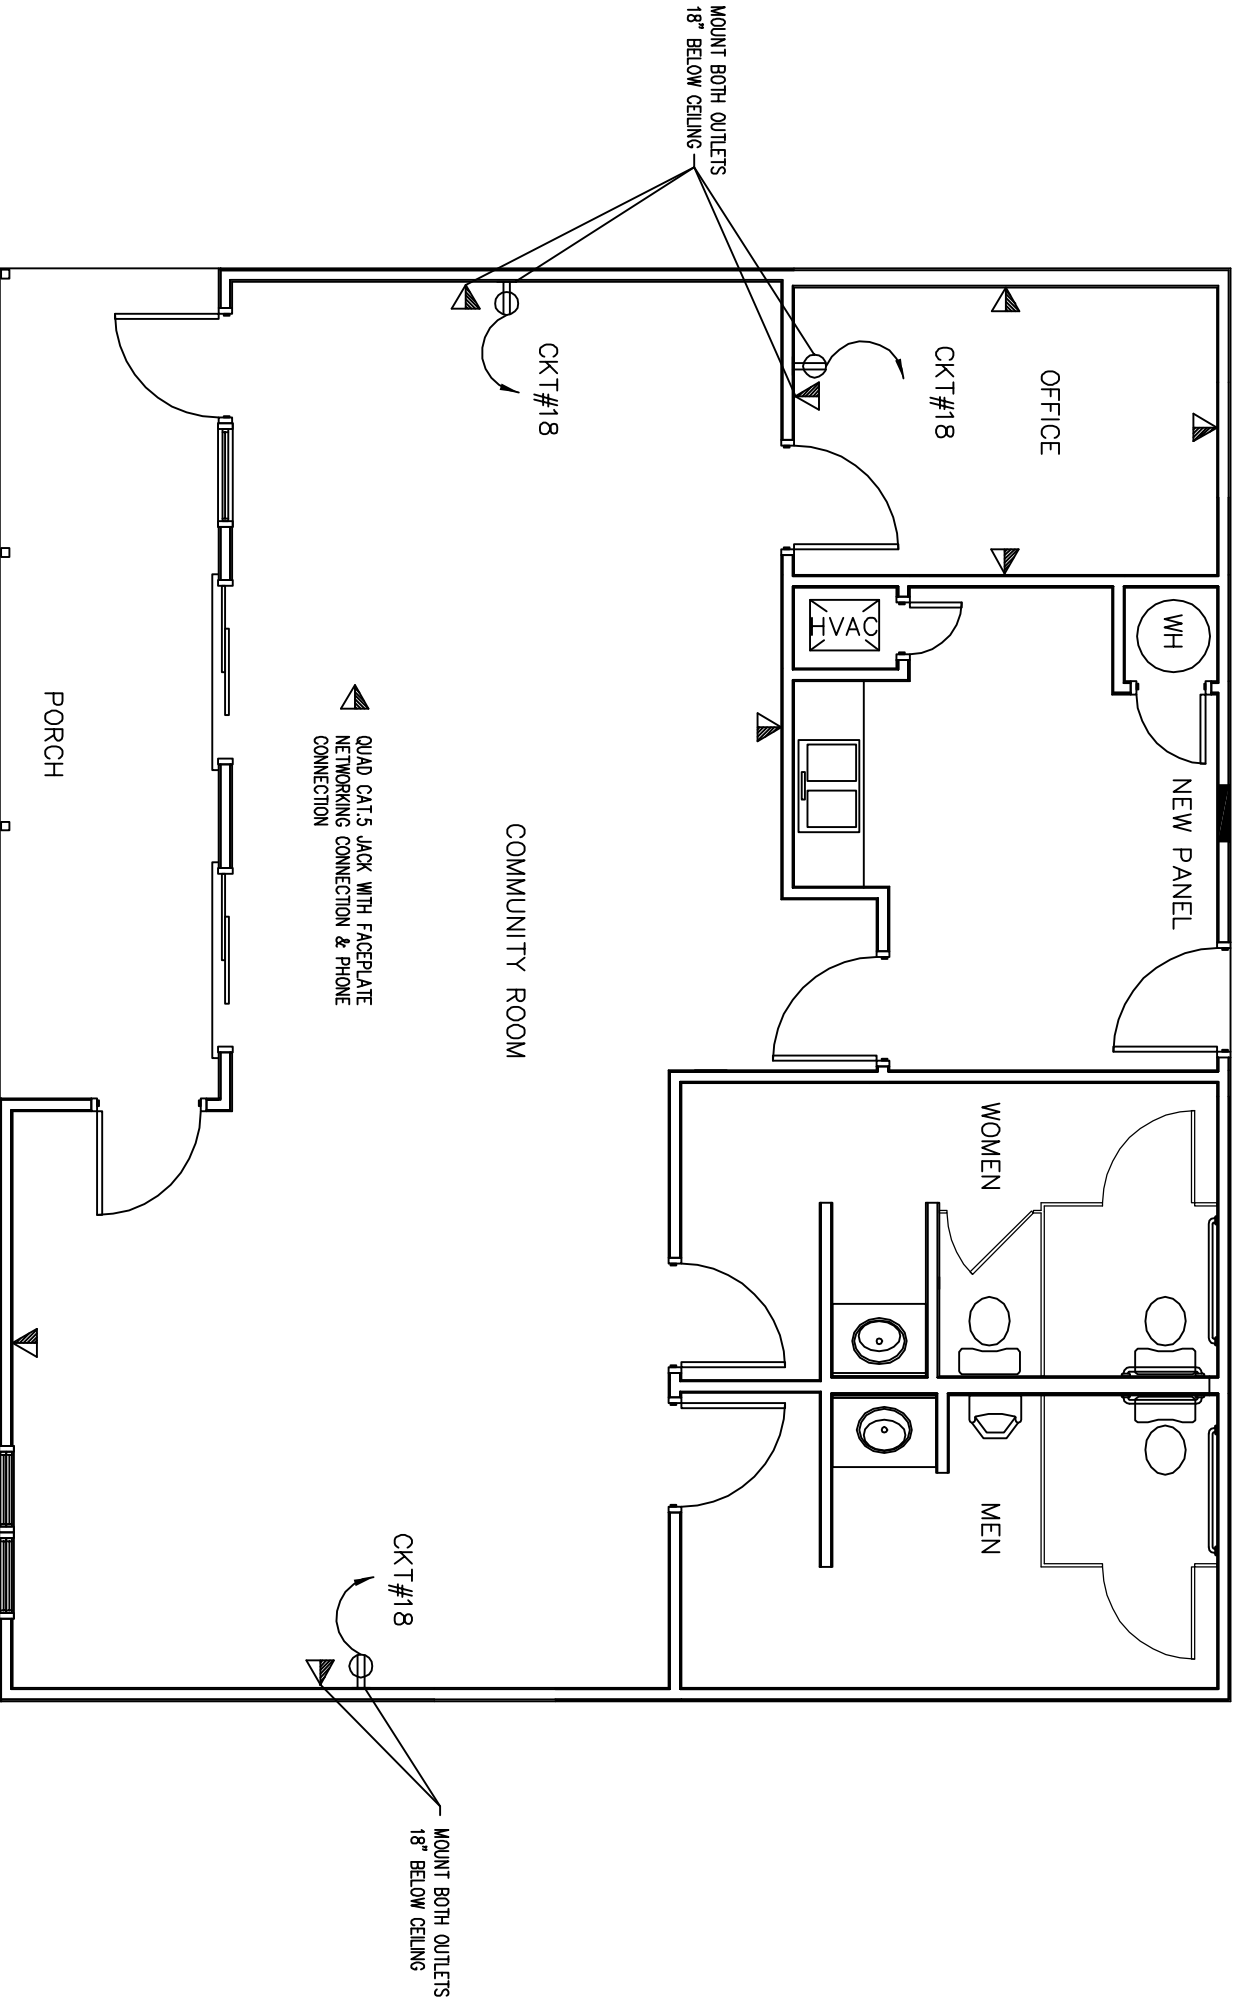 MOUNT BOTH OUTLETS
18" BELOW CEILING
OFFICE
CKT#18
CKT#18
WH
HVAC
NEW PANEL
QUAD CAT.5 JACK WITH FACEPLATE
NETWORKING CONNECTION & PHONE
CONNECTION
PORCH
COMMUNITY ROOM
WOMEN
MEN
CKT#18
MOUNT BOTH OUTLETS
18" BELOW CEILING